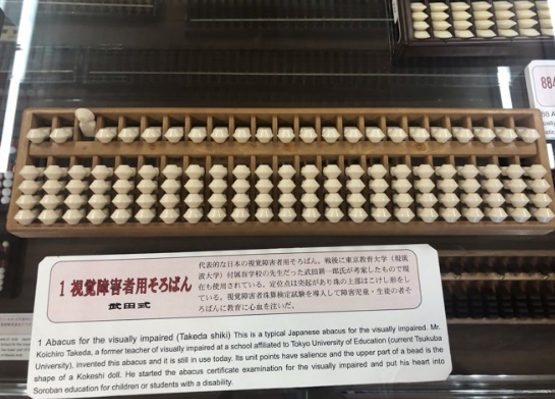 1 視覚障害者用そろばん
武田式
代表的な日本の視覚障害者用そろばん。戦後に東京教育大学（現筑
波大学）付属盲学校の先生だった武田耕一郎氏が考案したもので現
在も使用されている。定位点は突起があり珠の上部はこけし形をし
ている。視覚障害者珠算検定試験を導入して障害児童・生徒の者そ
ろばんに教育に心血を注いだ。
1 Abacus for the visually impaired (Takeda shiki) This is a typical Japanese abacus for the visually impaired. Mr.
Koichiro Takeda, a former teacher of visually impaired at a school affiliated to Tokyo University of Education (current Tsukuba
University), invented this abacus and it is still in use today. Its unit points have salience and the upper part of a bead is the
shape of a Kokeshi doll. He started the abacus certificate examination for the visually impaired and put his heart into
Soroban education for children or students with a disability.
884